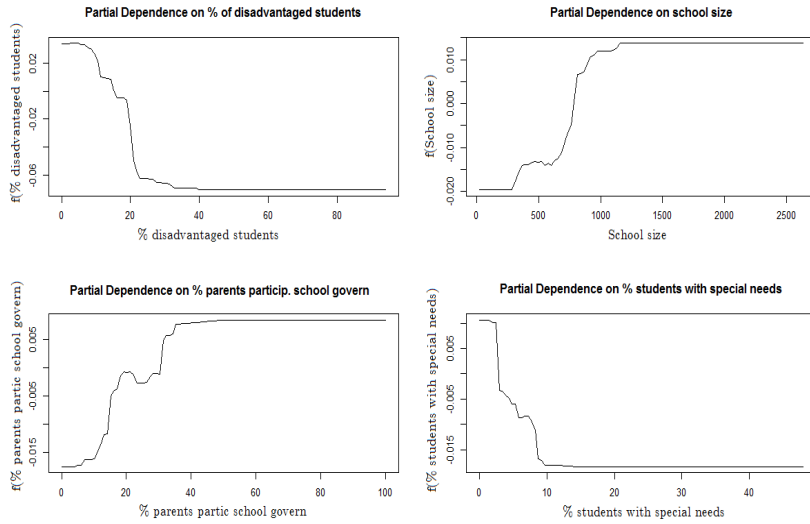 Partial Dependence on % of disadvantaged students
f(% disadvantaged students)
0.02
-0.02
-0.06
0 20 40 60 80
% disadvantaged students
Partial Dependence on school size
f(School size)
0.010
0.000
-0.010
-0.020
0 500 1000 1500 2000 2500
School size
Partial Dependence on % parents particip. school govern
f(% parents partic school govern)
0.005
-0.005
-0.015
0 20 40 60 80 100
% parents partic school govern
Partial Dependence on % students with special needs
f(% students with special needs)
0.005
-0.005
-0.015
0 10 20 30 40
% students with special needs